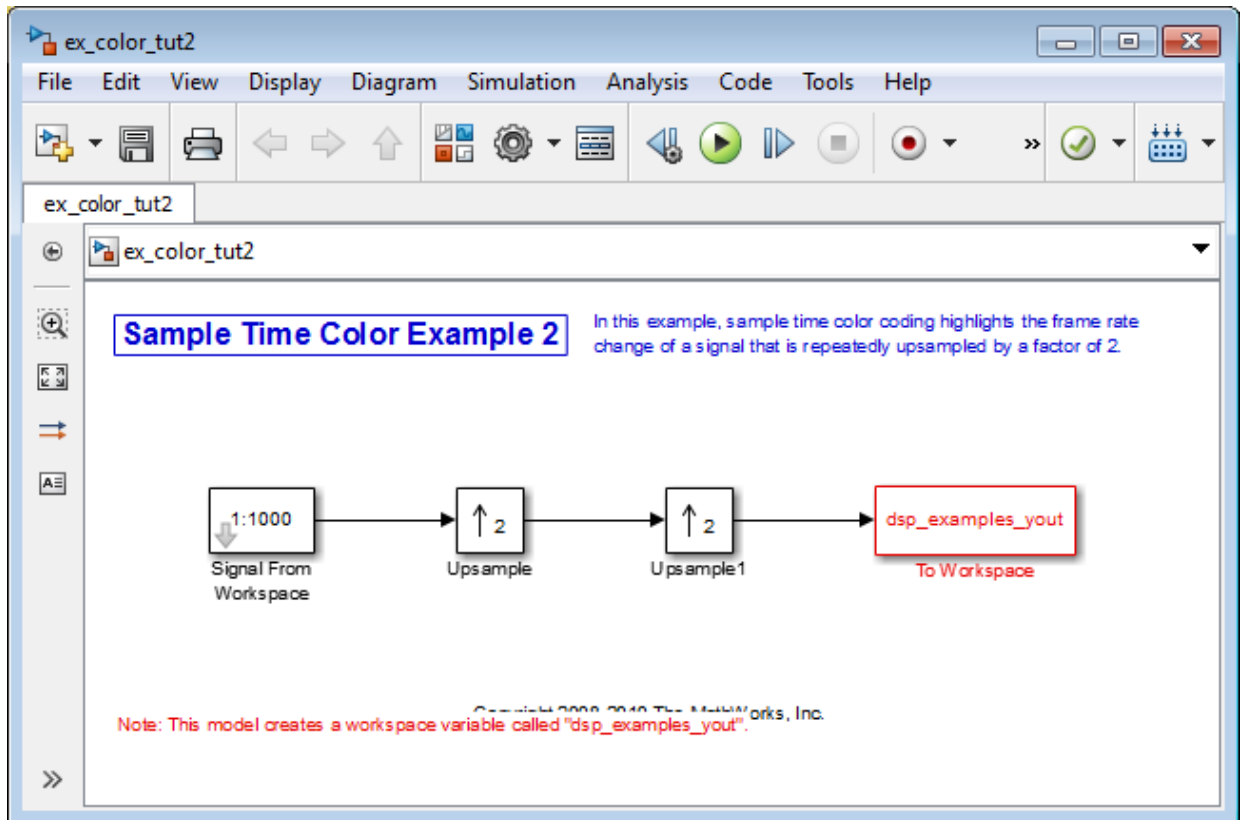 ex_color_tut2
File Edit View Display Diagram Simulation Analysis Code Tools Help
ex_color_tut2
ex_color_tut2
Sample Time Color Example 2
In this example, sample time color coding highlights the frame rate
change of a signal that is repeatedly upsampled by a factor of 2.
1:1000
2
2
dsp_examples_yout
Signal From
Workspace
Upsample
Upsample1
To Workspace
The MathWorks, Inc.
Note: This model creates a workspace variable called "dsp_examples_yout".